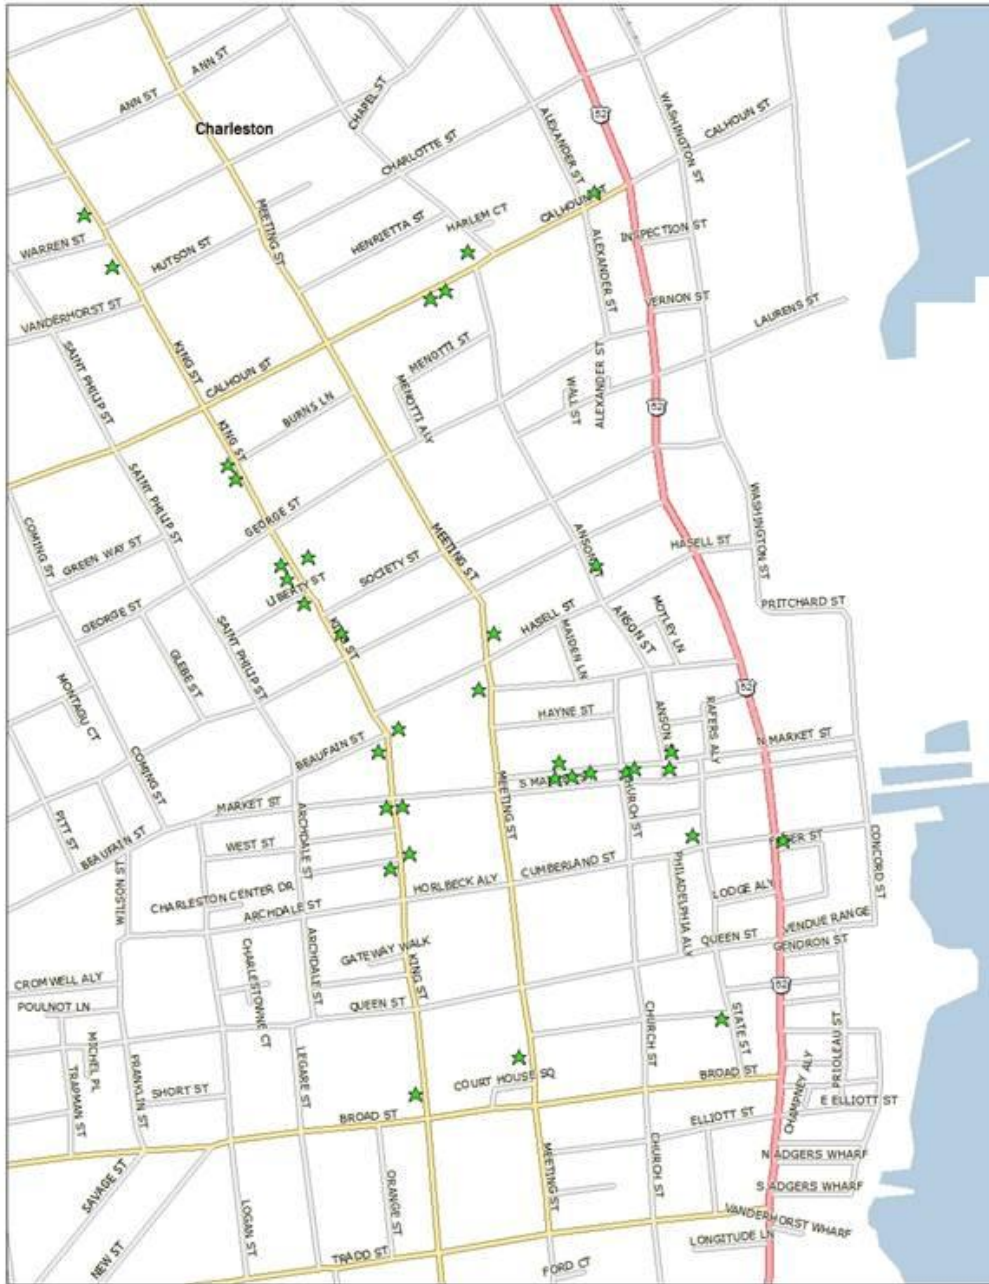 ANN ST
ANN ST
CHAPEL ST
Charleston
52
CHARLOTTE ST
ALEXANDER ST
WASHINGTON ST
CALHOUN ST
MEETING ST
HENRIETTA ST
HARLEM CT
CALHOUN ST
WARREN ST
HUTSON ST
ALEXANDER ST
INSPECTION ST
VANDERHORST ST
VERNON ST
LAURENS ST
SAINT PHILIP ST
KING ST
CALHOUN ST
MENOTTI ST
MENOTTI ALY
WALL ST
ALEXANDER ST
BURNS LN
52
KING ST
SAINT PHILIP ST
COMING ST
GREEN WAY ST
GEORGE ST
MEETING ST
SOCIETY ST
ANSON ST
HASELL ST
WASHINGTON ST
LIBERTY ST
GEORGE ST
PRITCHARD ST
SAINT PHILIP ST
KING ST
HASELL ST
MAIDEN LN
ANSON ST
MOTLEY LN
GLEBE ST
MONTAGU CT
52
HAYNE ST
ANSON ST
RAFERS ALY
N MARKET ST
BEAUFAIN ST
COMING ST
MEETING ST
CHURCH ST
MARKET ST
PITT ST
BEAUFAIN ST
WEST ST
ARCHDALE ST
CONCORD ST
CUMBERLAND ST
WILSON ST
CHARLESTON CENTER DR
HORLBECK ALY
PHILADELPHIA ALY
LODGE ALY
ARCHDALE ST
VENDUE RANGE
QUEEN ST
GENDRON ST
GATEWAY WALK
ARCHDALE ST
CHARLESTOWNE CT
KING ST
CROMWELL ALY
POULNOT LN
QUEEN ST
52
CHURCH ST
STATE ST
PRIOLEAU ST
MICHEL PL
TRAPMAN ST
FRANKLIN ST
SHORT ST
LEGARE ST
COURT HOUSE SQ
BROAD ST
CHAMPNEY ALY
E ELLIOTT ST
BROAD ST
ELLIOTT ST
SAVAGE ST
MEETING ST
CHURCH ST
N ADGERS WHARF
S ADGERS WHARF
LOGAN ST
ORANGE ST
VANDERHORST WHARF
NEW ST
TRADD ST
LONGITUDE LN
FORD CT